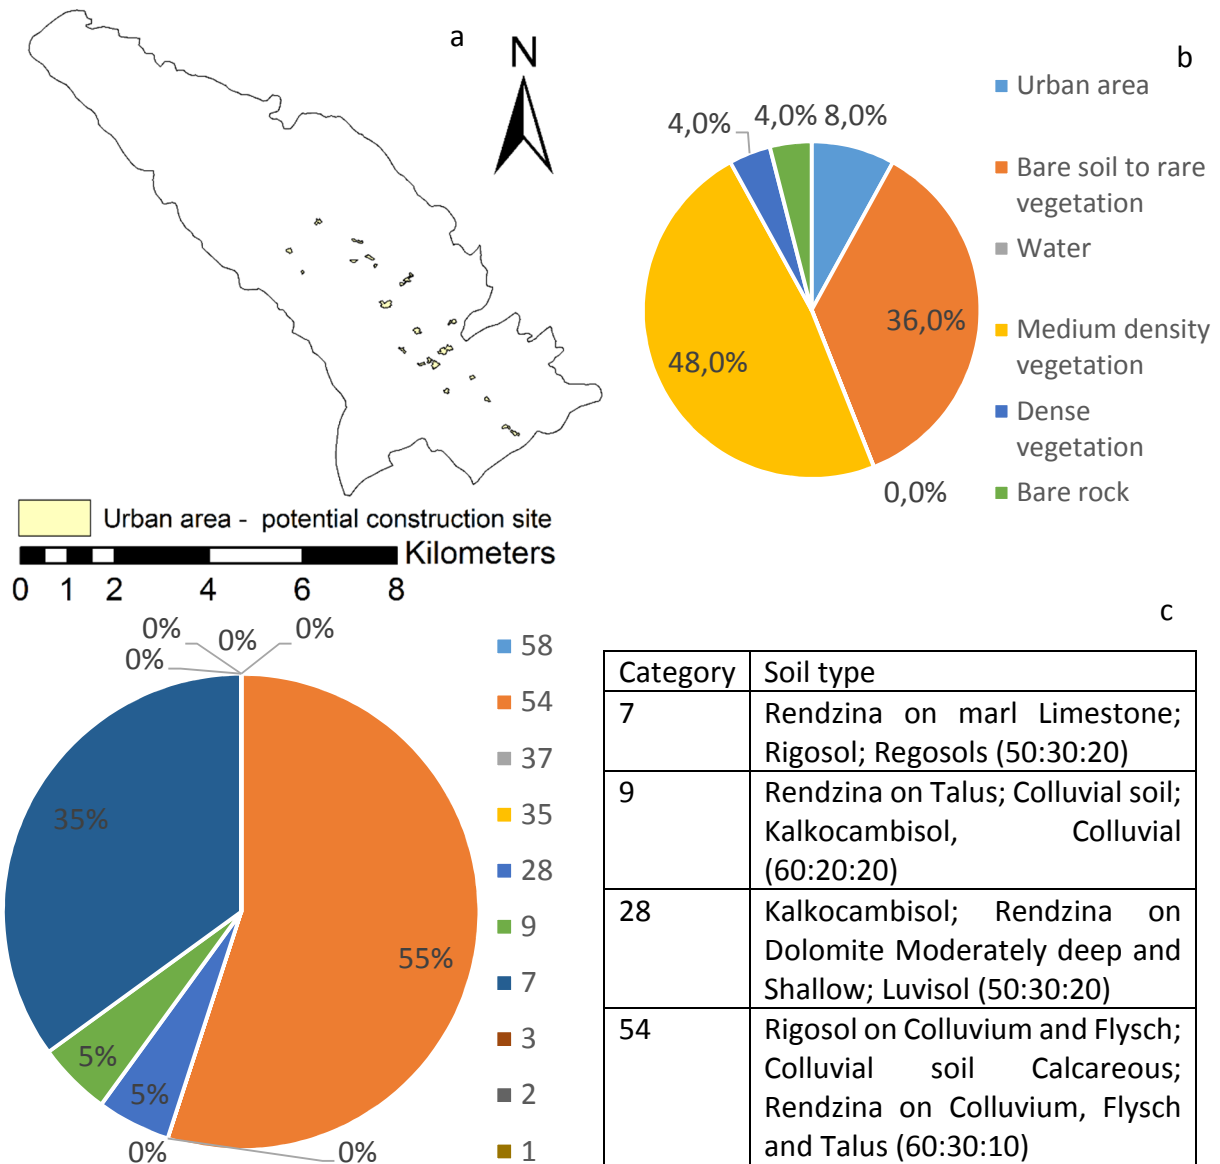 a
N
Urban area - potential construction site
Kilometers
0 1 2 4 6 8
b
4,0% 4,0% 8,0%
36,0%
48,0%
0,0%
Urban area
Bare soil to rare
vegetation
Water
Medium density
vegetation
Dense
vegetation
Bare rock
c
0% 0% 0%
0%
35%
55%
5%
5%
0% 0%
58
54
37
35
28
9
7
3
2
1
Category Soil type
7 Rendzina on marl Limestone;
Rigosol; Regosols (50:30:20)
9 Rendzina on Talus; Colluvial soil;
Kalkocambisol, Colluvial
(60:20:20)
28 Kalkocambisol; Rendzina on
Dolomite Moderately deep and
Shallow; Luvisol (50:30:20)
54 Rigosol on Colluvium and Flysch;
Colluvial soil Calcareous;
Rendzina on Colluvium, Flysch
and Talus (60:30:10)